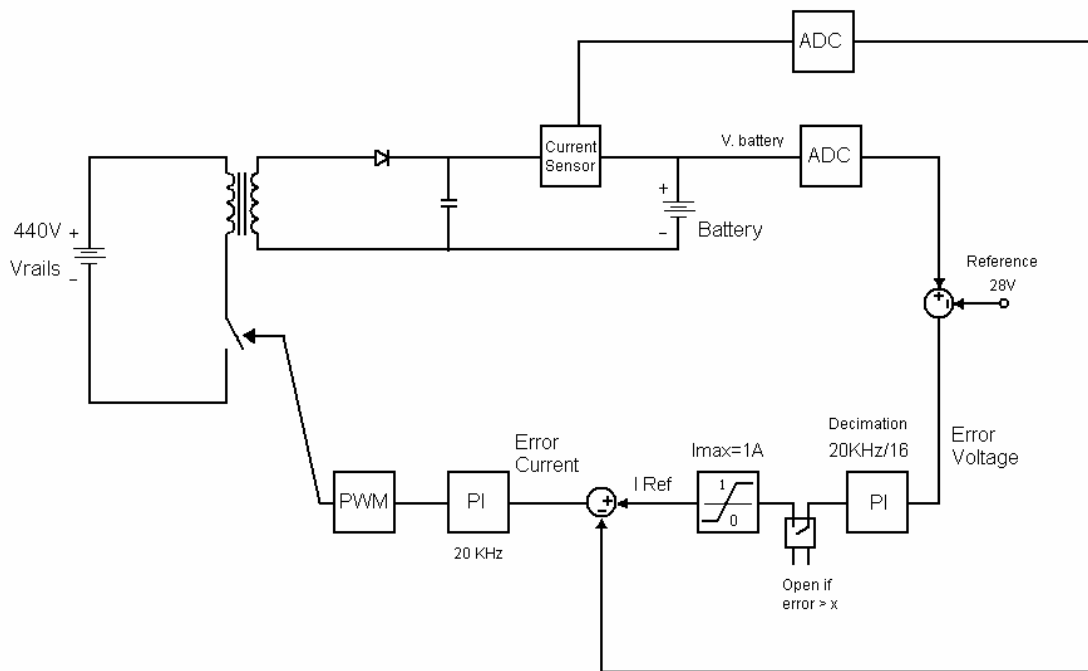 ADC
Current
Sensor
V. battery
ADC
440V
+
Vrails
−
+
−
Battery
Reference
28V
+
−
Decimation
20KHz/16
Error
Voltage
Imax=1A
Error
Current
I Ref
PWM
PI
+
−
1
0
PI
20 KHz
Open if
error > x